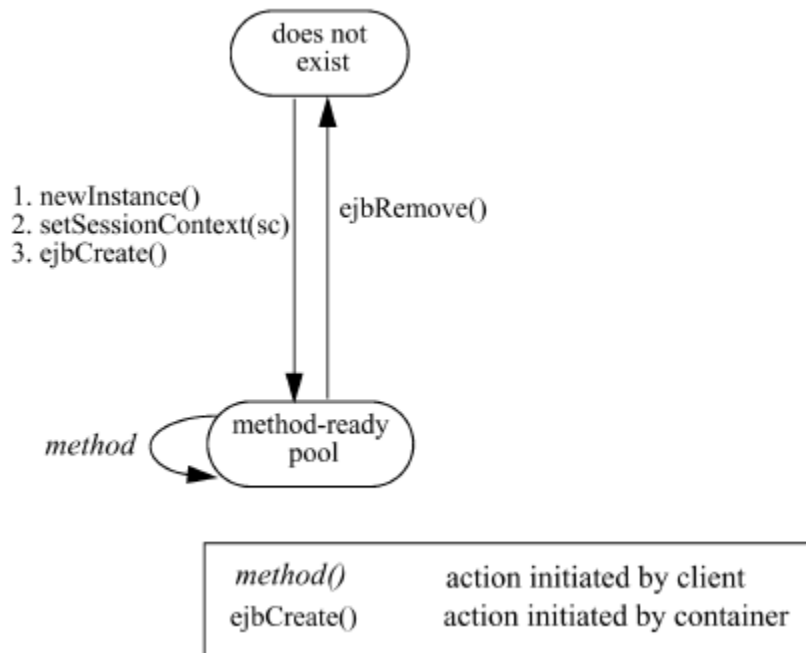 does not
exist
1. newInstance()
2. setSessionContext(sc)
3. ejbCreate()
ejbRemove()
method-ready
pool
method
method() action initiated by client
ejbCreate() action initiated by container